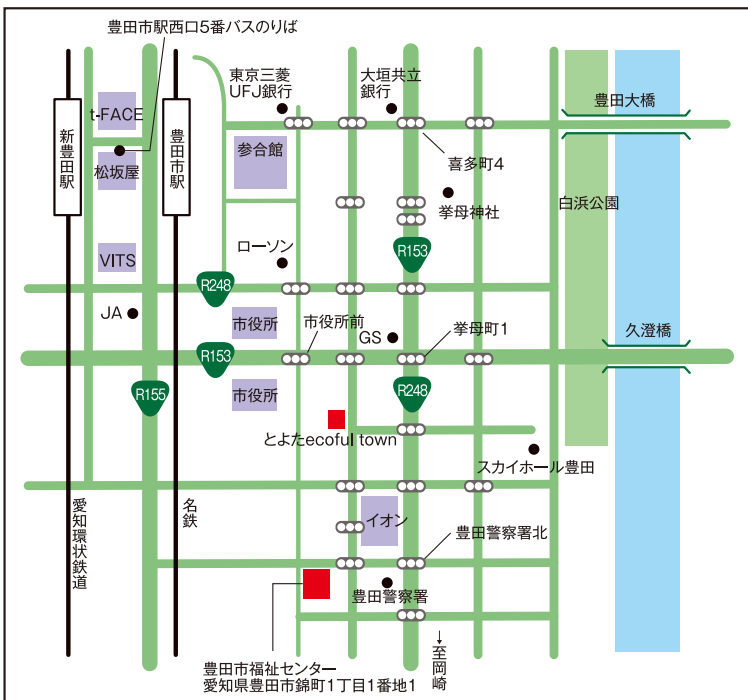 豊田市駅西口5番バスのりば
東京三菱
UFJ銀行
大垣共立
銀行
t-FACE
豊田大橋
新豊田駅
豊田市駅
松坂屋
参合館
喜多町4
挙母神社
白浜公園
VITS
ローソン
R153
R248
JA
市役所
市役所前
GS
挙母町1
久澄橋
R153
R155
市役所
R248
とよたecoful town
スカイホール豊田
愛知環状鉄道
名鉄
イオン
豊田警察署北
豊田警察署
豊田市福祉センター
愛知県豊田市錦町1丁目1番地1
→至岡崎